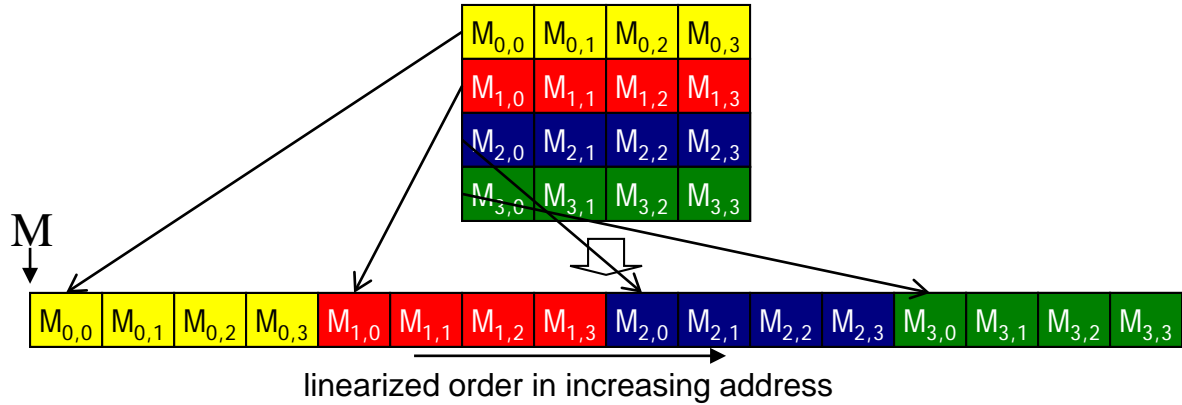 M0,0 M0,1 M0,2 M0,3
M1,0 M1,1 M1,2 M1,3
M2,0 M2,1 M2,2 M2,3
M3,0 M3,1 M3,2 M3,3
M
M0,0 M0,1 M0,2 M0,3 M1,0 M1,1 M1,2 M1,3 M2,0 M2,1 M2,2 M2,3 M3,0 M3,1 M3,2 M3,3
linearized order in increasing address